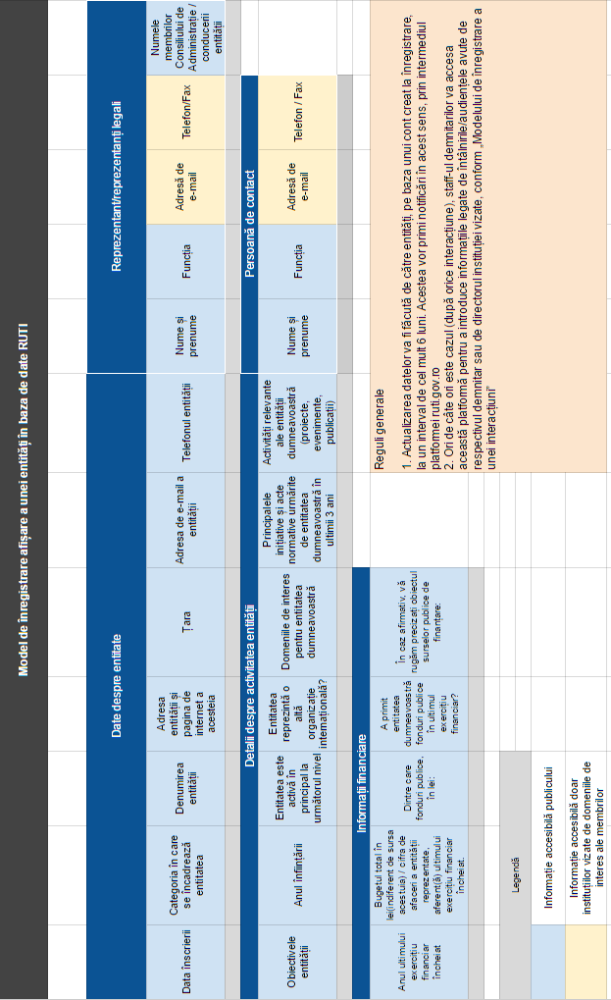 Model de înregistrare afișare a unei entități în baza de date RUTI
Date despre entitate
Reprezentant/reprezentanți legali
Data înscrierii
Categoria în care
se încadrează
entitatea
Denumirea
entității
Adresa
entității și
pagina de
internet a
acesteia
Țara
Adresa de e-mail a
entității
Telefonul entității
Nume și
prenume
Funcția
Adresă de
e-mail
Telefon/Fax
Numele
membrilor
Consiliului de
Administrație /
conducerii
entității
Detalii despre activitatea entității
Persoană de contact
Obiectivele
entității
Anul înființării
Entitatea este
activă în
principal la
următorul nivel
Entitatea
reprezintă o
altă
organizație
internațională?
Domeniile de interes
pentru entitatea
dumneavoastră
Principalele
inițiative și acte
normative urmărite
de entitatea
dumneavoastră în
ultimii 3 ani
Activități relevante
ale entității
dumneavoastră
(proiecte,
evenimente,
publicații)
Nume și
prenume
Funcția
Adresă de
e-mail
Telefon / Fax
Informații financiare
Anul ultimului
exercițiu
financiar
încheiat
Bugetul total în
lei(indiferent de sursa
acestuia) / cifra de
afaceri a entității
reprezentate,
aferent(ă) ultimului
exercițiu financiar
încheiat.
Dintre care
fonduri publice,
în lei:
A primit
entitatea
dumneavoastră
fonduri publice
în ultimul
exercițiu
financiar?
În caz afirmativ, vă
rugăm precizați obiectul
surselor publice de
finanțare:
Reguli generale
1. Actualizarea datelor va fi făcută de către entități, pe baza unui cont creat la înregistrare,
la un interval de cel mult 6 luni. Acestea vor primi notificări în acest sens, prin intermediul
platformei ruti.gov.ro
2. Ori de câte ori este cazul (după orice interacțiune), staff-ul demnitarilor va accesa
această platformă pentru a introduce informațiile legate de întâlnirile/audiențele avute de
respectivul demnitar sau de directorul instituției vizate, conform „Modelului de înregistrare a
unei interacțiuni”
Legendă
Informație accesibilă publicului
Informație accesibilă doar
instituțiilor vizate de domeniile de
interes ale membrilor